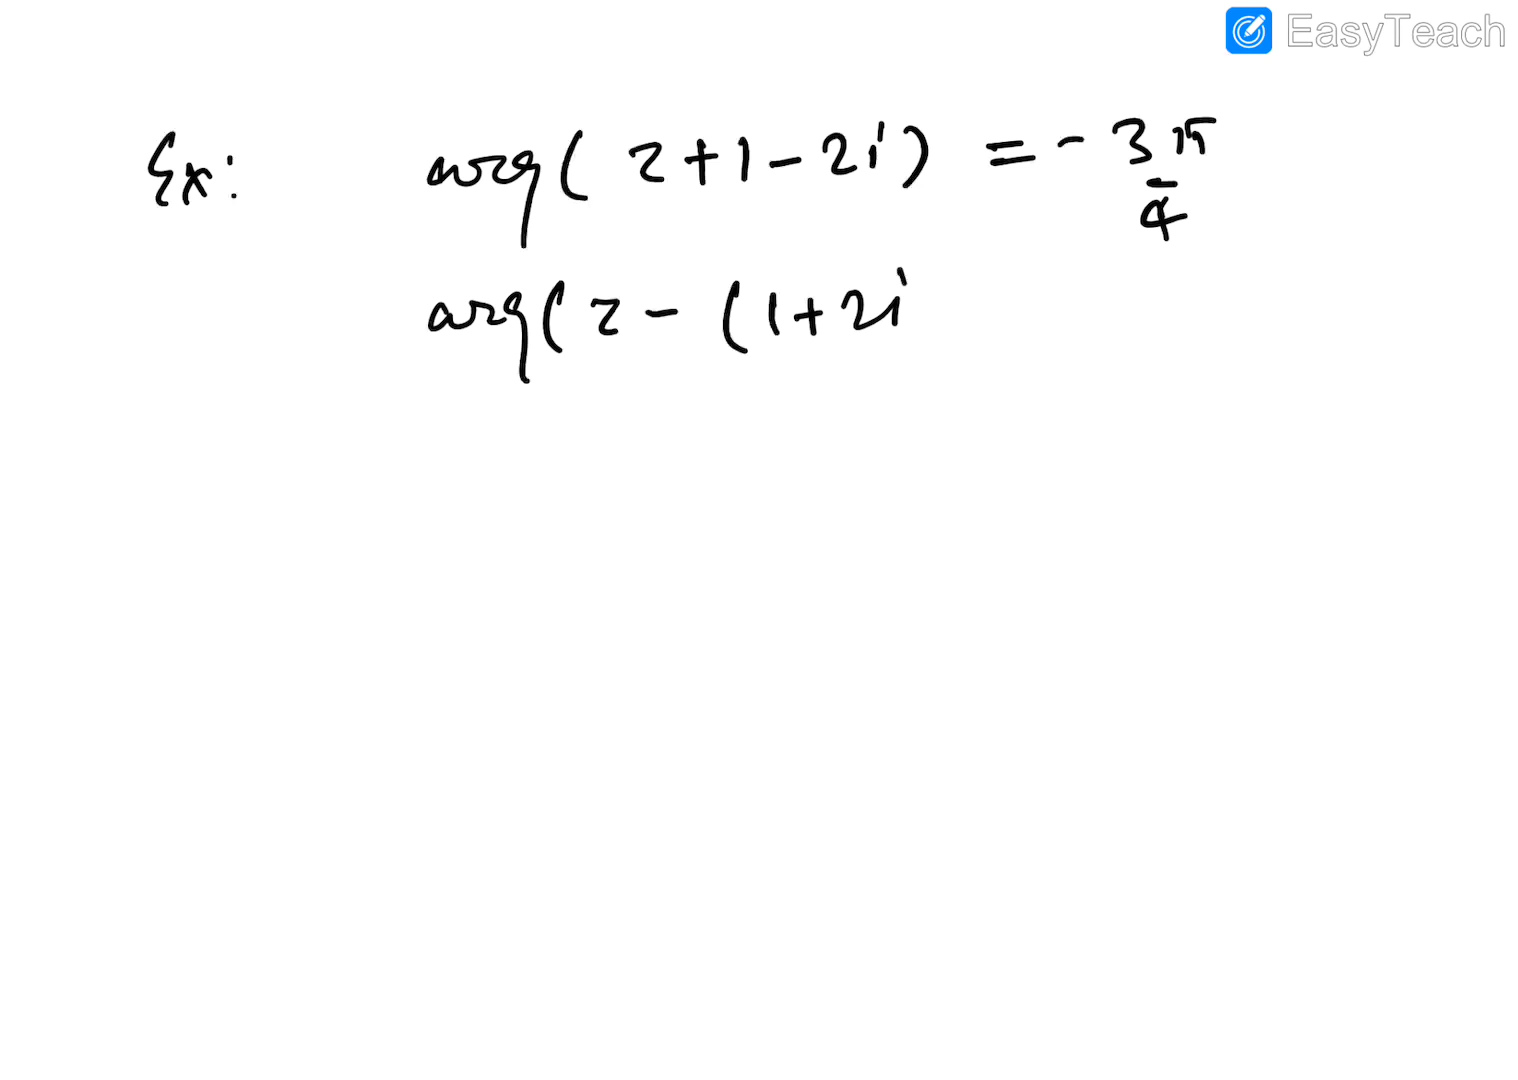 EasyTeach
Ex: arg( z+1-2i) = -3π/4
arg( z - (1+2i